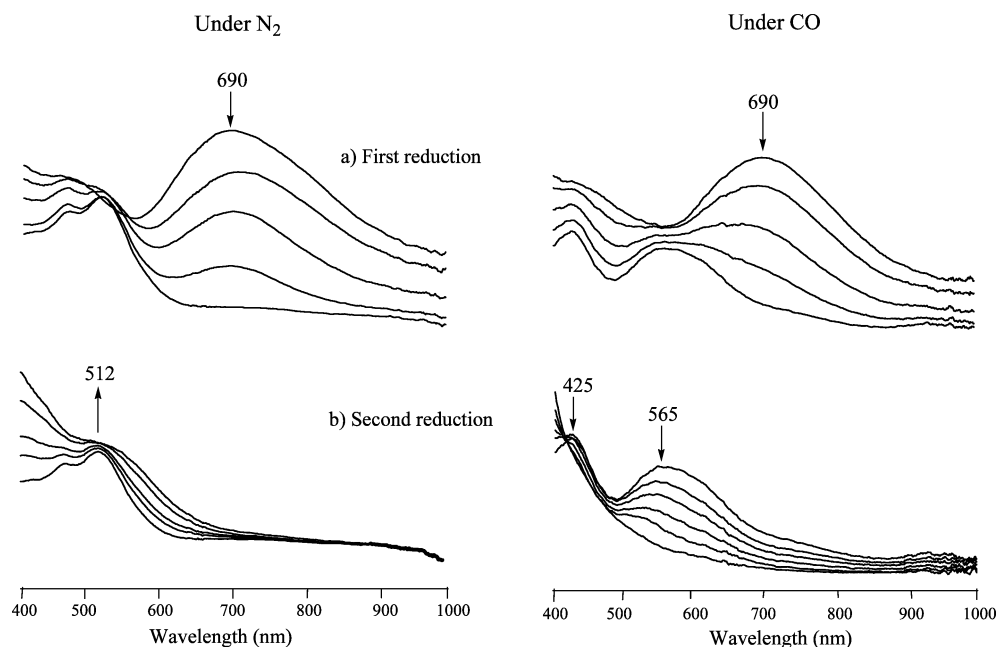 Under N₂
Under CO
690
690
a) First reduction
512
425
565
b) Second reduction
400 500 600 700 800 900 1000
400 500 600 700 800 900 1000
Wavelength (nm)
Wavelength (nm)